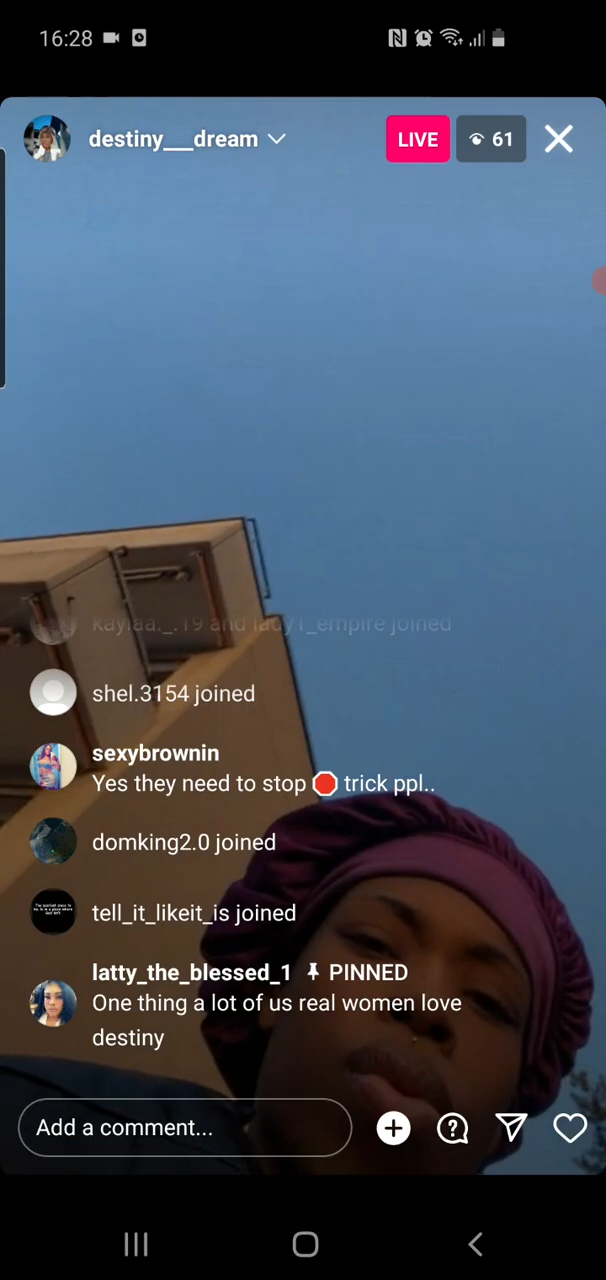 16:28
destiny___dream
LIVE
61
kaylaa._.19 and lady1_empire joined
shel.3154 joined
sexybrownin
Yes they need to stop 🛑 trick ppl..
domking2.0 joined
tell_it_likeit_is joined
latty_the_blessed_1 📌 PINNED
One thing a lot of us real women love
destiny
Add a comment...